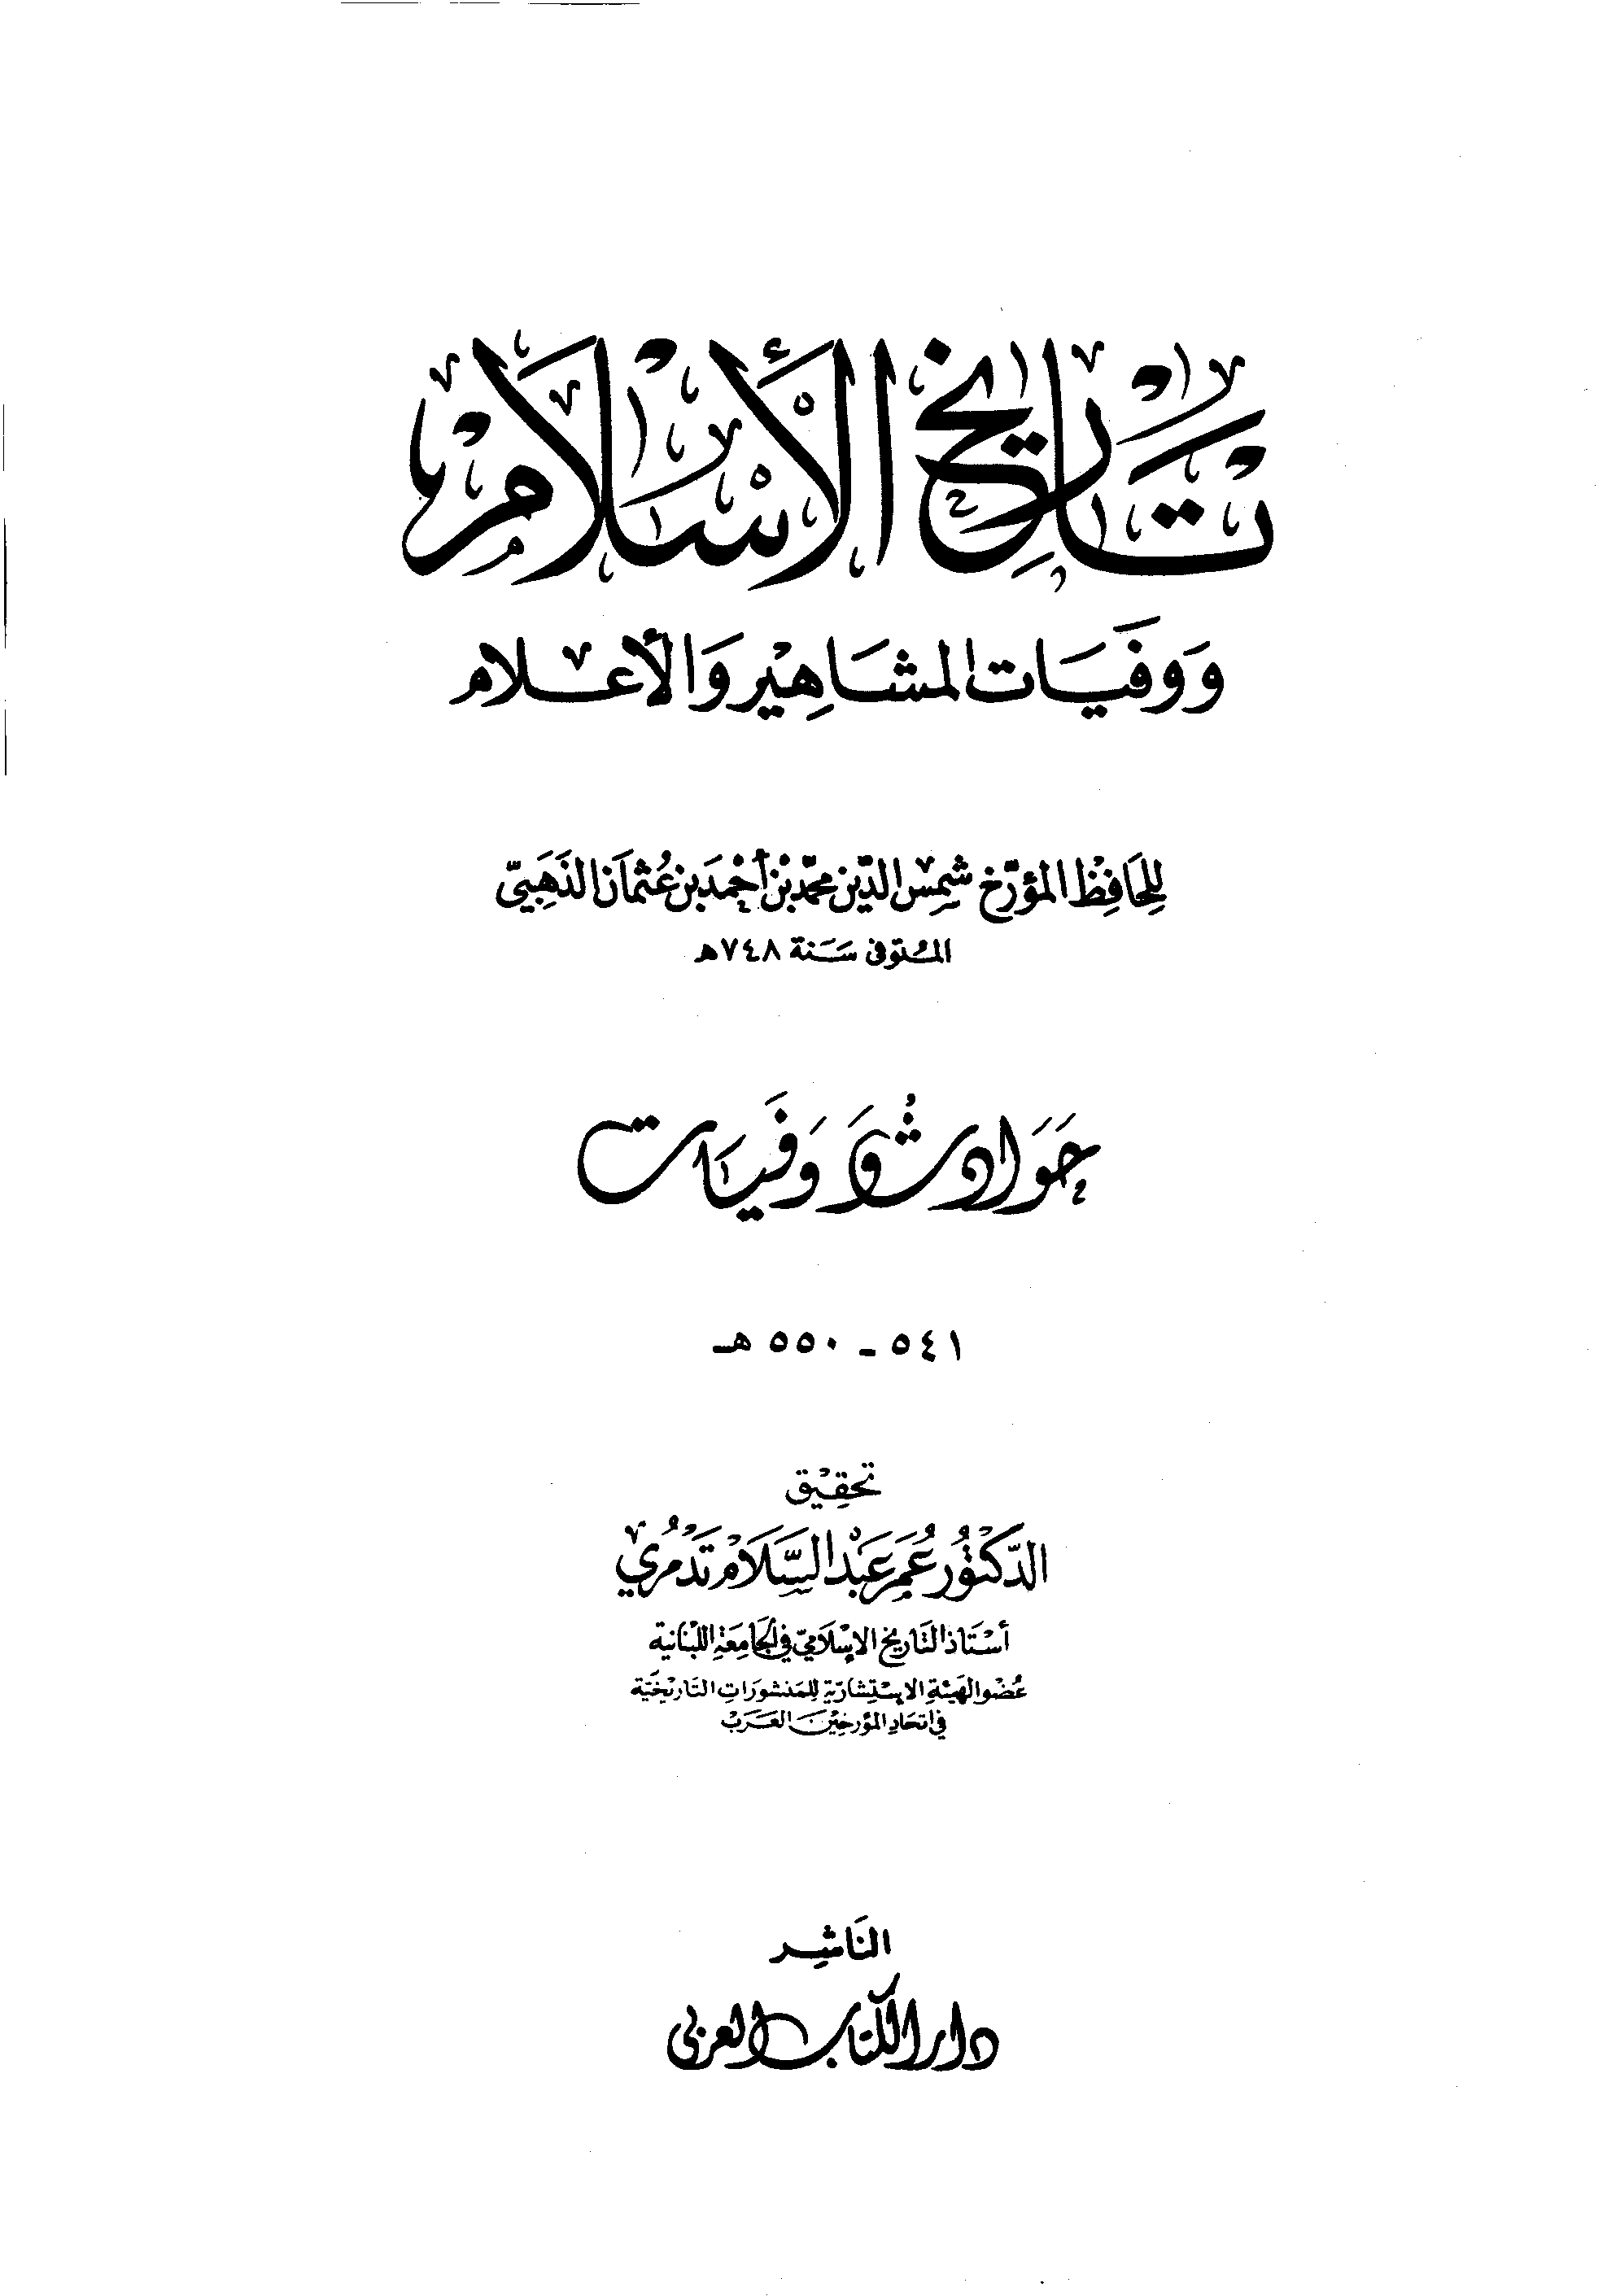 تاريخ الإسلام
ووفيات المشاهير والأعلام
للحافظ المؤرخ شمس الدين محمد بن أحمد بن عثمان الذهبي
المتوفى سنة ٧٤٨هـ
حوادث ووفيات
٥٤١ - ٥٥٠ هـ
تحقيق
الدكتور عمر عبد السلام تدمري
أستاذ التاريخ الإسلامي في الجامعة اللبنانية
عضو الهيئة الاستشارية للمنشورات التاريخية
في اتحاد المؤرخين العرب
الناشر
دار الكتاب العربي